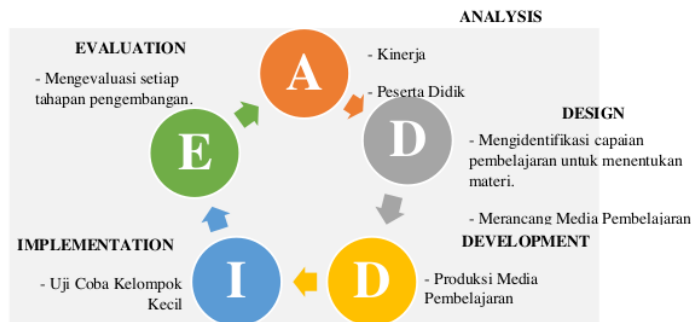 ANALYSIS
A
- Kinerja
- Peserta Didik
DESIGN
D
- Mengidentifikasi capaian
pembelajaran untuk menentukan
materi.
- Merancang Media Pembelajaran
DEVELOPMENT
D
- Produksi Media
Pembelajaran
IMPLEMENTATION
I
- Uji Coba Kelompok
Kecil
EVALUATION
E
- Mengevaluasi setiap
tahapan pengembangan.